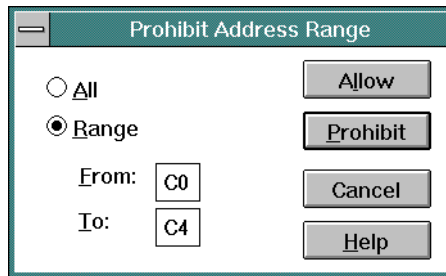 Prohibit Address Range
All
Range
From: C0
To: C4
Allow
Prohibit
Cancel
Help